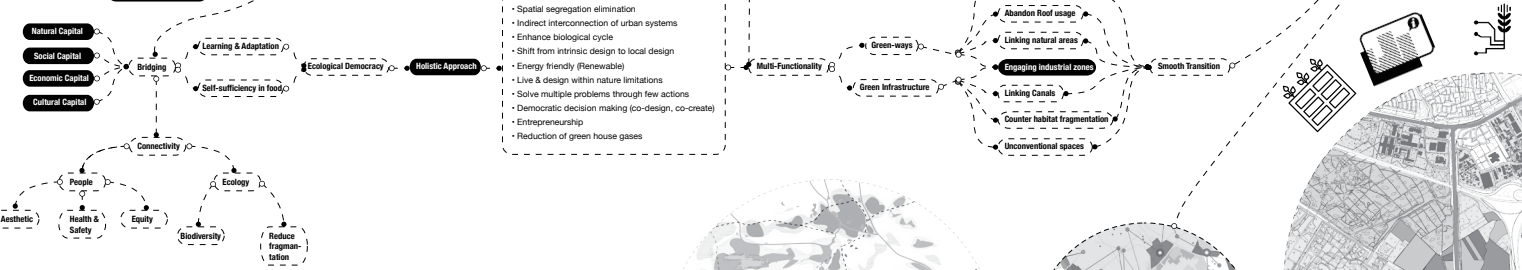 Natural Capital
Social Capital
Economic Capital
Cultural Capital
Bridging
Learning & Adaptation
Self-sufficiency in food
Ecological Democracy
Holistic Approach
Connectivity
People
Ecology
Aesthetic
Health &
Safety
Equity
Biodiversity
Reduce
fragman-
tation
• Spatial segregation elimination
• Indirect interconnection of urban systems
• Enhance biological cycle
• Shift from intrinsic design to local design
• Energy friendly (Renewable)
• Live & design within nature limitations
• Solve multiple problems through few actions
• Democratic decision making (co-design, co-create)
• Entrepreneurship
• Reduction of green house gases
Multi-Functionality
Green-ways
Green Infrastructure
Abandon Roof usage
Linking natural areas
Engaging industrial zones
Linking Canals
Counter habitat fragmentation
Unconventional spaces
Smooth Transition